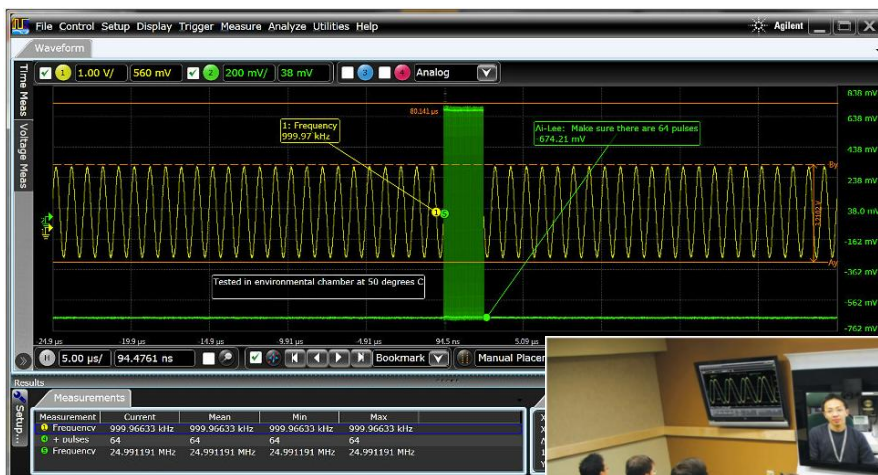 File Control Setup Display Trigger Measure Analyze Utilities Help
Agilent
Waveform
Time Meas
Voltage Meas
1 1.00 V/ 560 mV 2 200 mV/ 38 mV 3 4 Analog
838 mV
80.141 µs
638 mV
1: Frequency
999.97 kHz
Ai-Lee: Make sure there are 64 pulses
-674.21 mV
438 mV
By
238 mV
38.0 mV
-162 mV
Ay
-362 mV
Tested in environmental chamber at 50 degrees C
-562 mV
-762 mV
-24.9 µs -19.9 µs -14.9 µs -9.91 µs -4.91 µs 94.5 ns 5.09 µs
H 5.00 µs/ 94.4761 ns Bookmark Manual Placer
Results
Setup...
Measurements
Measurement Current Mean Min Max
Frequency 999.96633 kHz 999.96633 kHz 999.96633 kHz 999.96633 kHz
+ pulses 64 64 64 64
Frequency 24.991191 MHz 24.991191 MHz 24.991191 MHz 24.991191 MHz